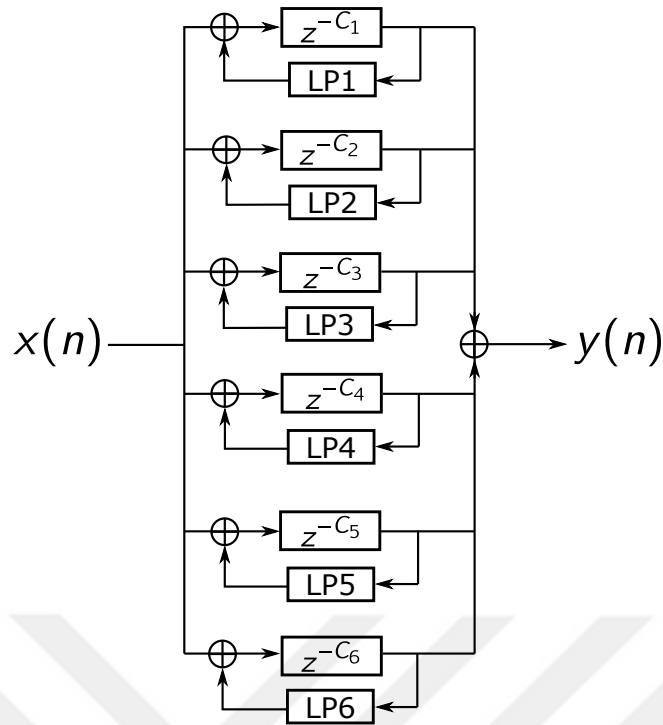 z^{-C_1}
LP1
z^{-C_2}
LP2
z^{-C_3}
LP3
x(n)
y(n)
z^{-C_4}
LP4
z^{-C_5}
LP5
z^{-C_6}
LP6